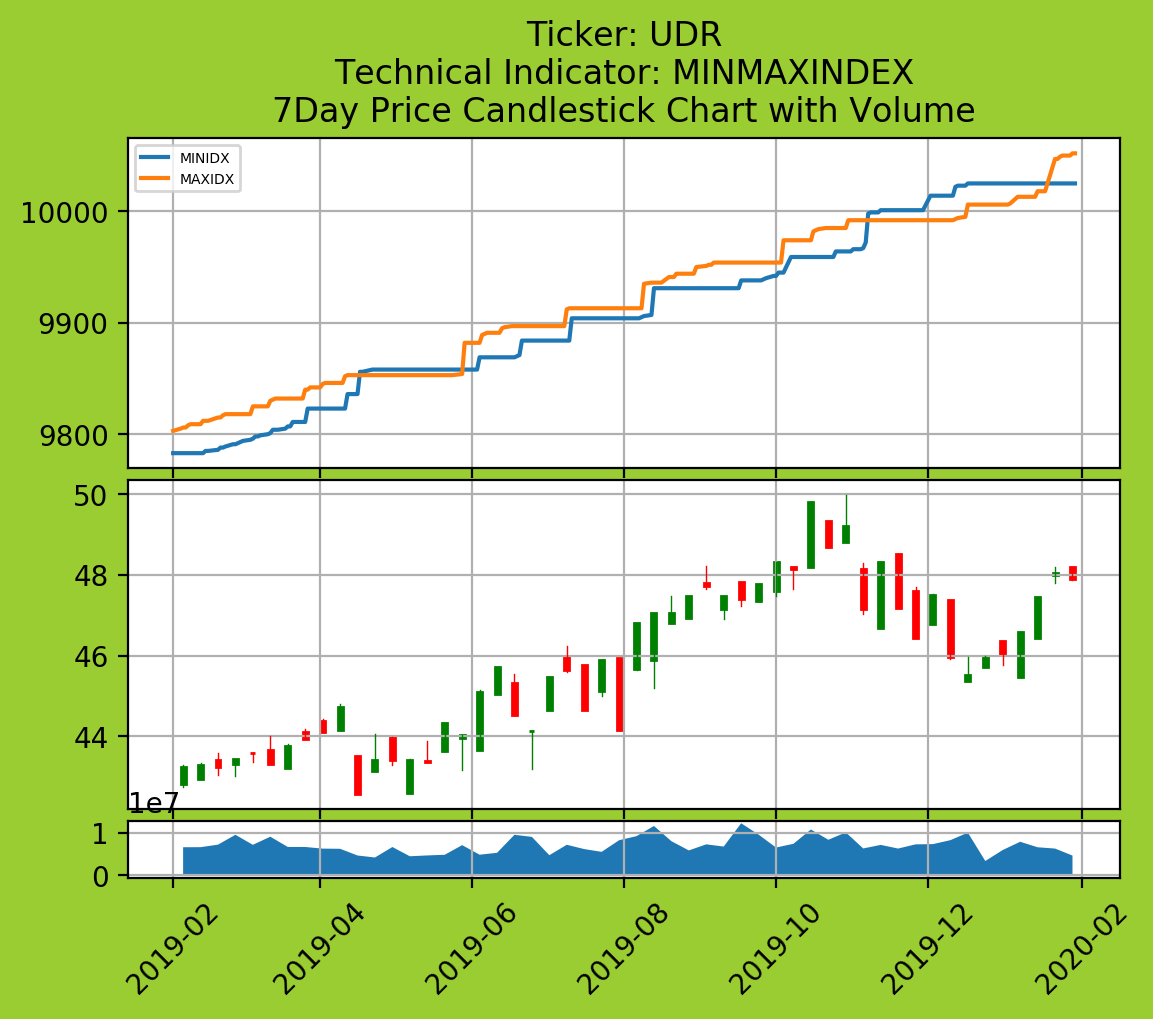 Ticker: UDR
Technical Indicator: MINMAXINDEX
7Day Price Candlestick Chart with Volume
MINIDX
MAXIDX
10000
9900
9800
50
48
46
44
1e7
1
0
2019-02
2019-04
2019-06
2019-08
2019-10
2019-12
2020-02